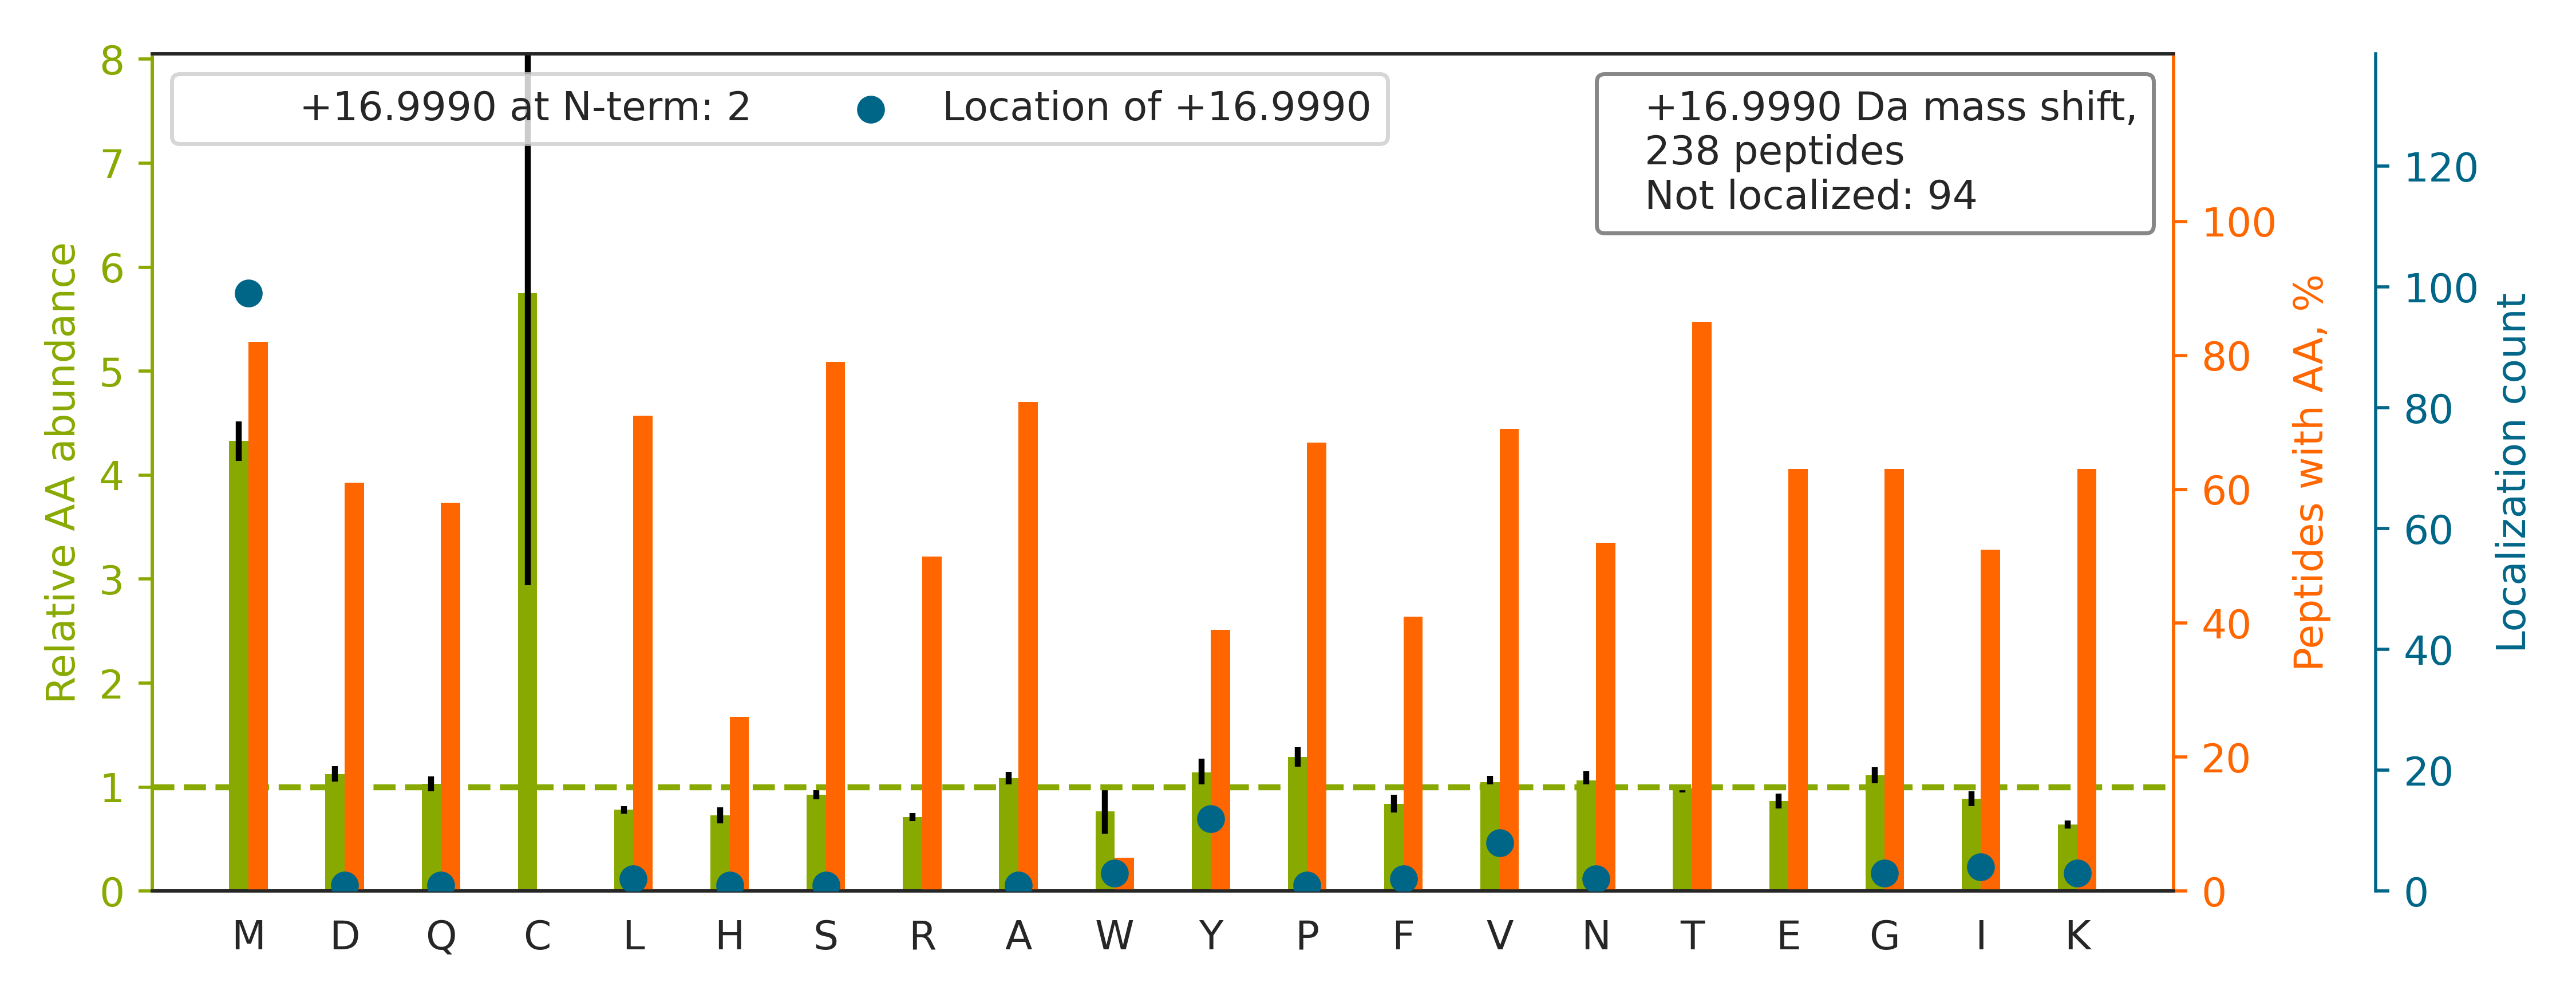 +16.9990 at N-term: 2
Location of +16.9990
+16.9990 Da mass shift,
238 peptides
Not localized: 94
Relative AA abundance
8
7
6
5
4
3
2
1
0
Peptides with AA, %
100
80
60
40
20
0
Localization count
120
100
80
60
40
20
0
M D Q C L H S R A W Y P F V N T E G I K